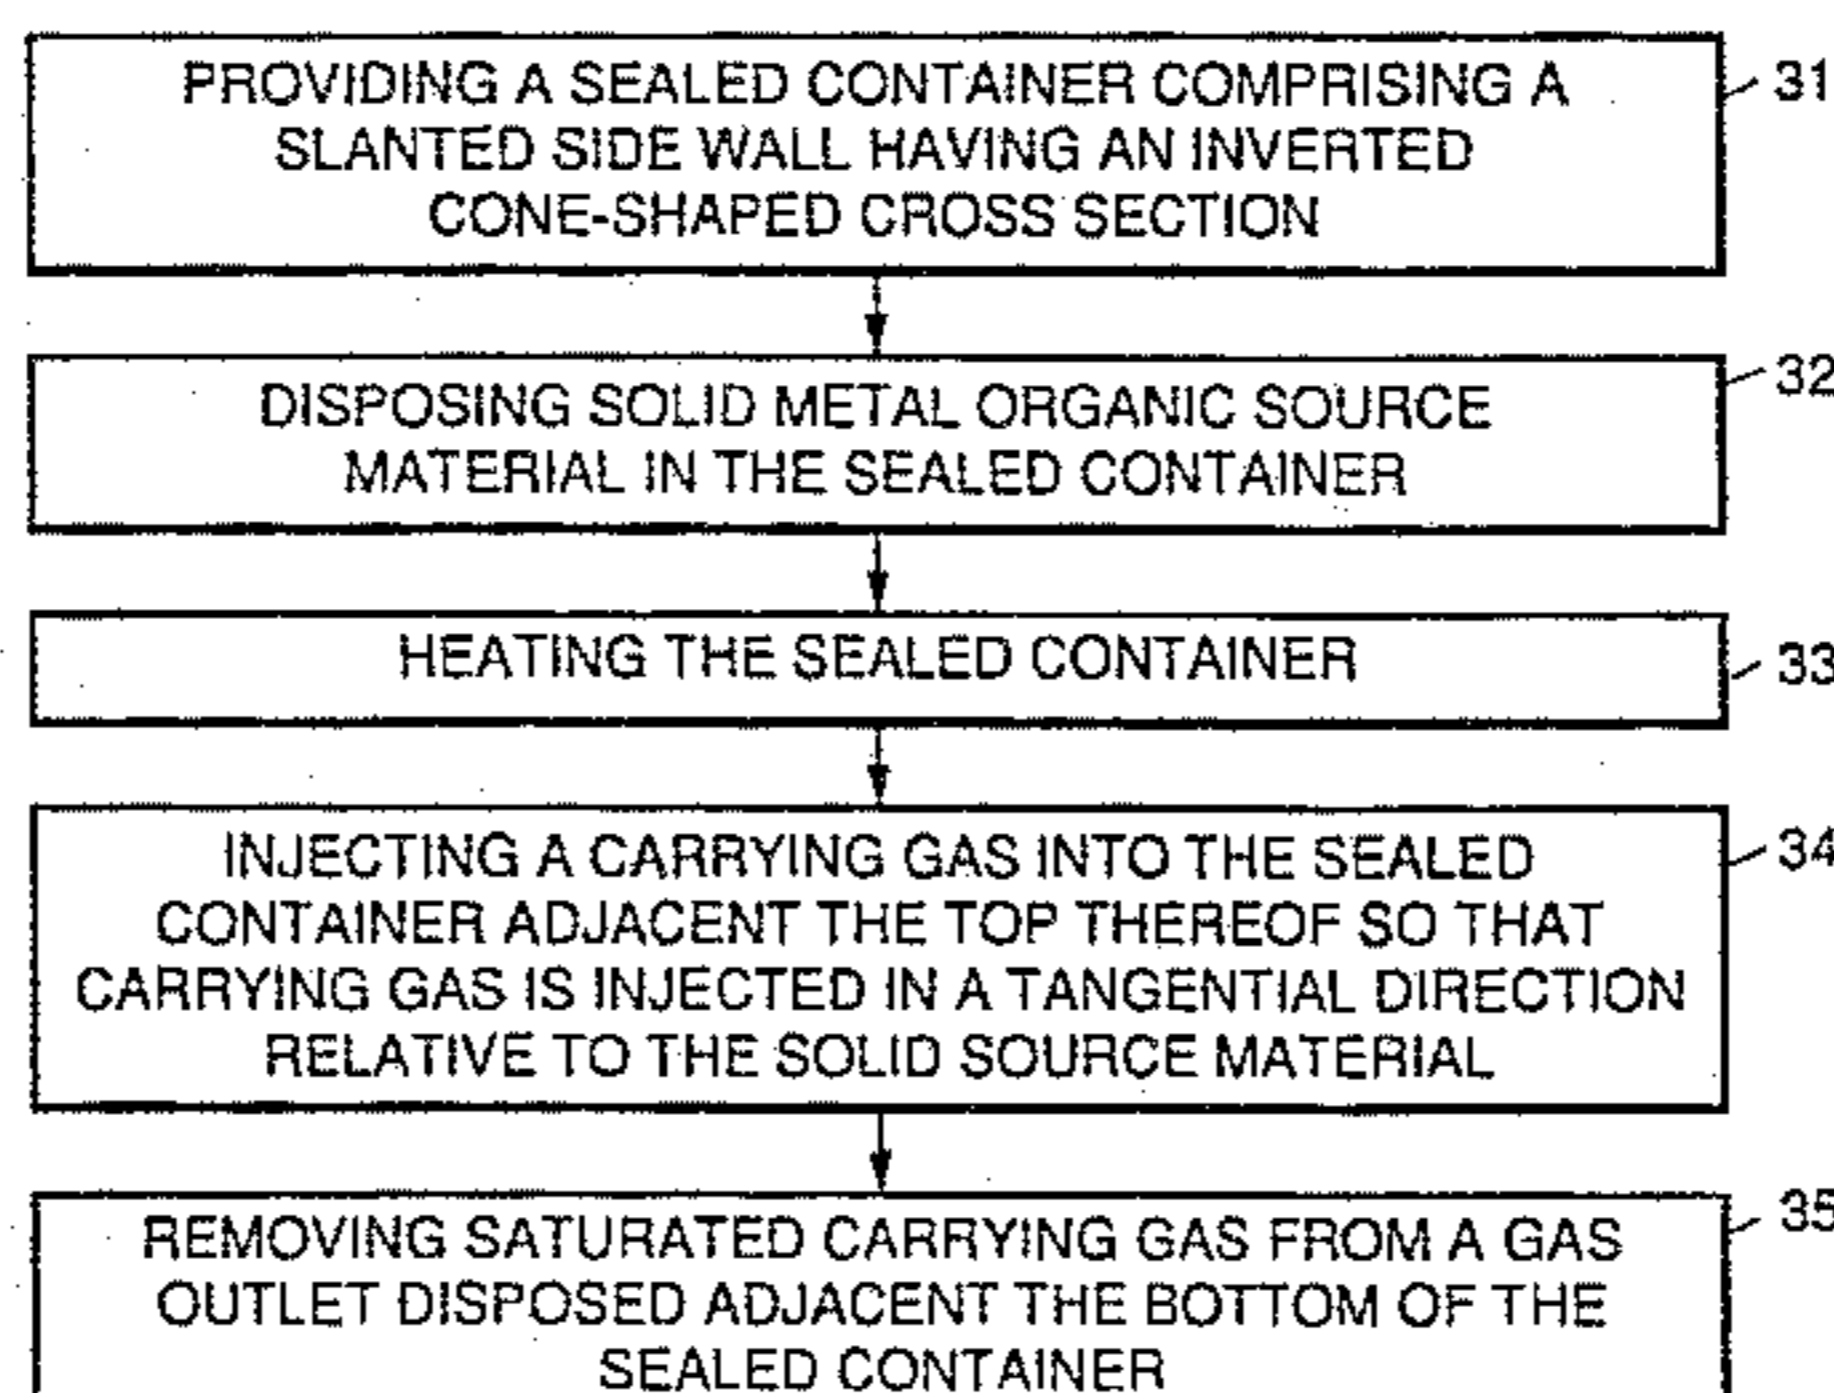 PROVIDING A SEALED CONTAINER COMPRISING A
SLANTED SIDE WALL HAVING AN INVERTED
CONE-SHAPED CROSS SECTION
31
DISPOSING SOLID METAL ORGANIC SOURCE
MATERIAL IN THE SEALED CONTAINER
32
HEATING THE SEALED CONTAINER
33
INJECTING A CARRYING GAS INTO THE SEALED
CONTAINER ADJACENT THE TOP THEREOF SO THAT
CARRYING GAS IS INJECTED IN A TANGENTIAL DIRECTION
RELATIVE TO THE SOLID SOURCE MATERIAL
34
REMOVING SATURATED CARRYING GAS FROM A GAS
OUTLET DISPOSED ADJACENT THE BOTTOM OF THE
SEALED CONTAINER
35